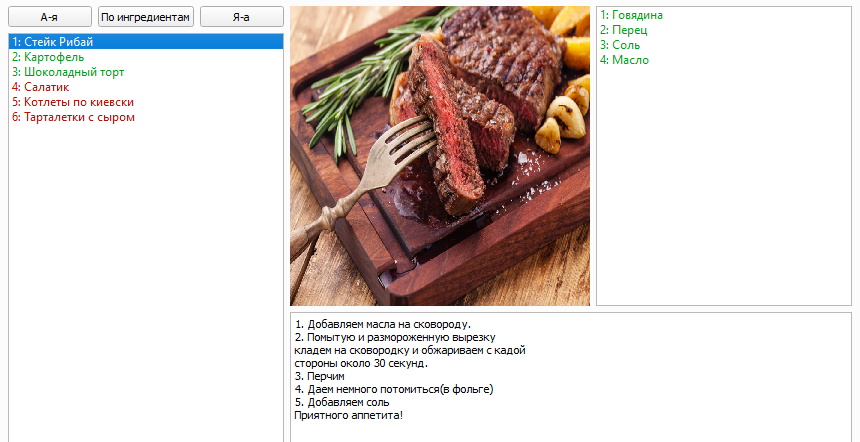 А-я
По ингредиентам
Я-а
1: Стейк Рибай
2: Картофель
3: Шоколадный торт
4: Салатик
5: Котлеты по киевски
6: Тарталетки с сыром
1: Говядина
2: Перец
3: Соль
4: Масло
1. Добавляем масла на сковороду.
2. Помытую и размороженную вырезку
кладем на сковородку и обжариваем с кадой
стороны около 30 секунд.
3. Перчим
4. Даем немного потомиться(в фольге)
5. Добавляем соль
Приятного аппетита!